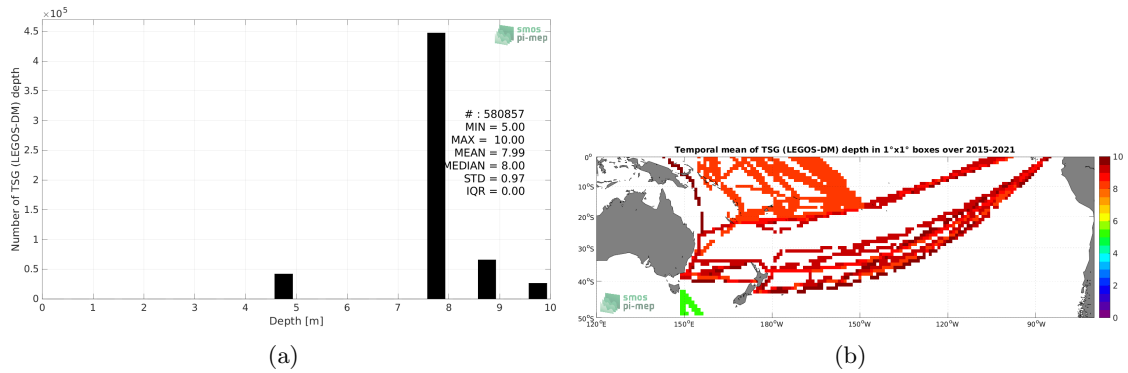 ×10⁵
4.5
4
3.5
3
2.5
2
1.5
1
0.5
0
Number of TSG (LEGOS-DM) depth
smos
pi-mep
# : 580857
MIN = 5.00
MAX = 10.00
MEAN = 7.99
MEDIAN = 8.00
STD = 0.97
IQR = 0.00
0 1 2 3 4 5 6 7 8 9 10
Depth [m]
(a)
Temporal mean of TSG (LEGOS-DM) depth in 1°x1° boxes over 2015-2021
0°
10°S
20°S
30°S
40°S
50°S
smos
pi-mep
120°E 150°E 180°W 150°W 120°W 90°W
10
8
6
4
2
0
(b)